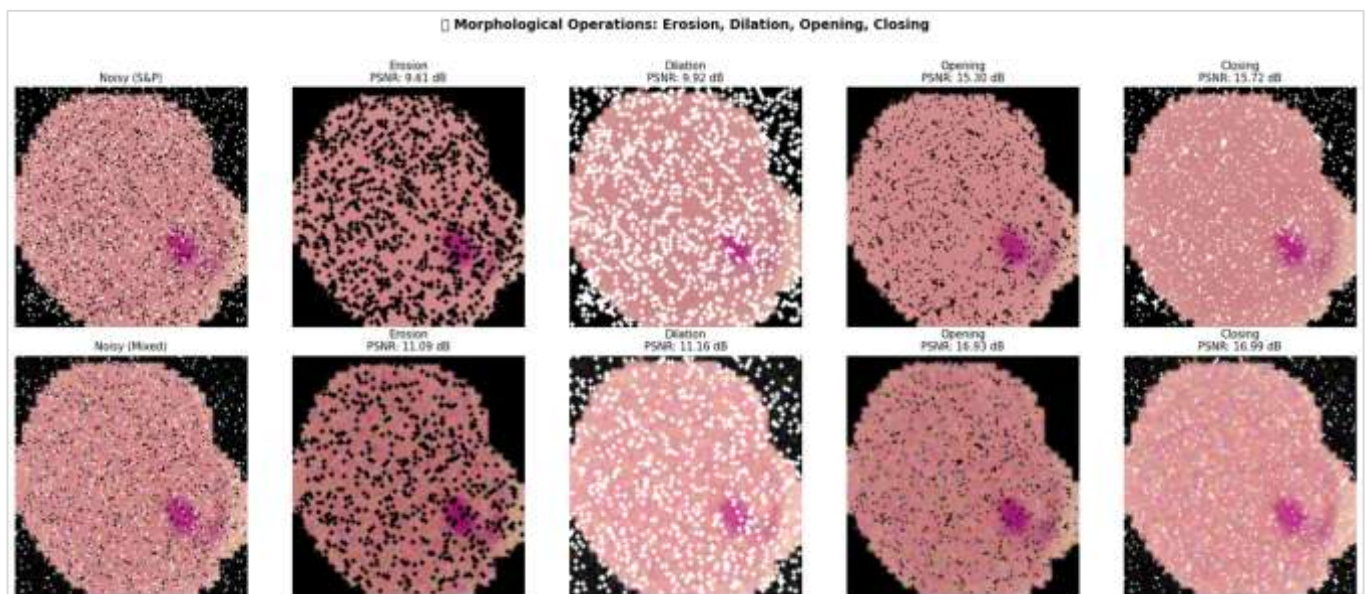 Morphological Operations: Erosion, Dilation, Opening, Closing
Noisy (S&P)
Erosion
PSNR: 9.61 dB
Dilation
PSNR: 9.92 dB
Opening
PSNR: 15.30 dB
Closing
PSNR: 15.72 dB
Noisy (Mixed)
Erosion
PSNR: 11.09 dB
Dilation
PSNR: 11.16 dB
Opening
PSNR: 16.93 dB
Closing
PSNR: 16.99 dB